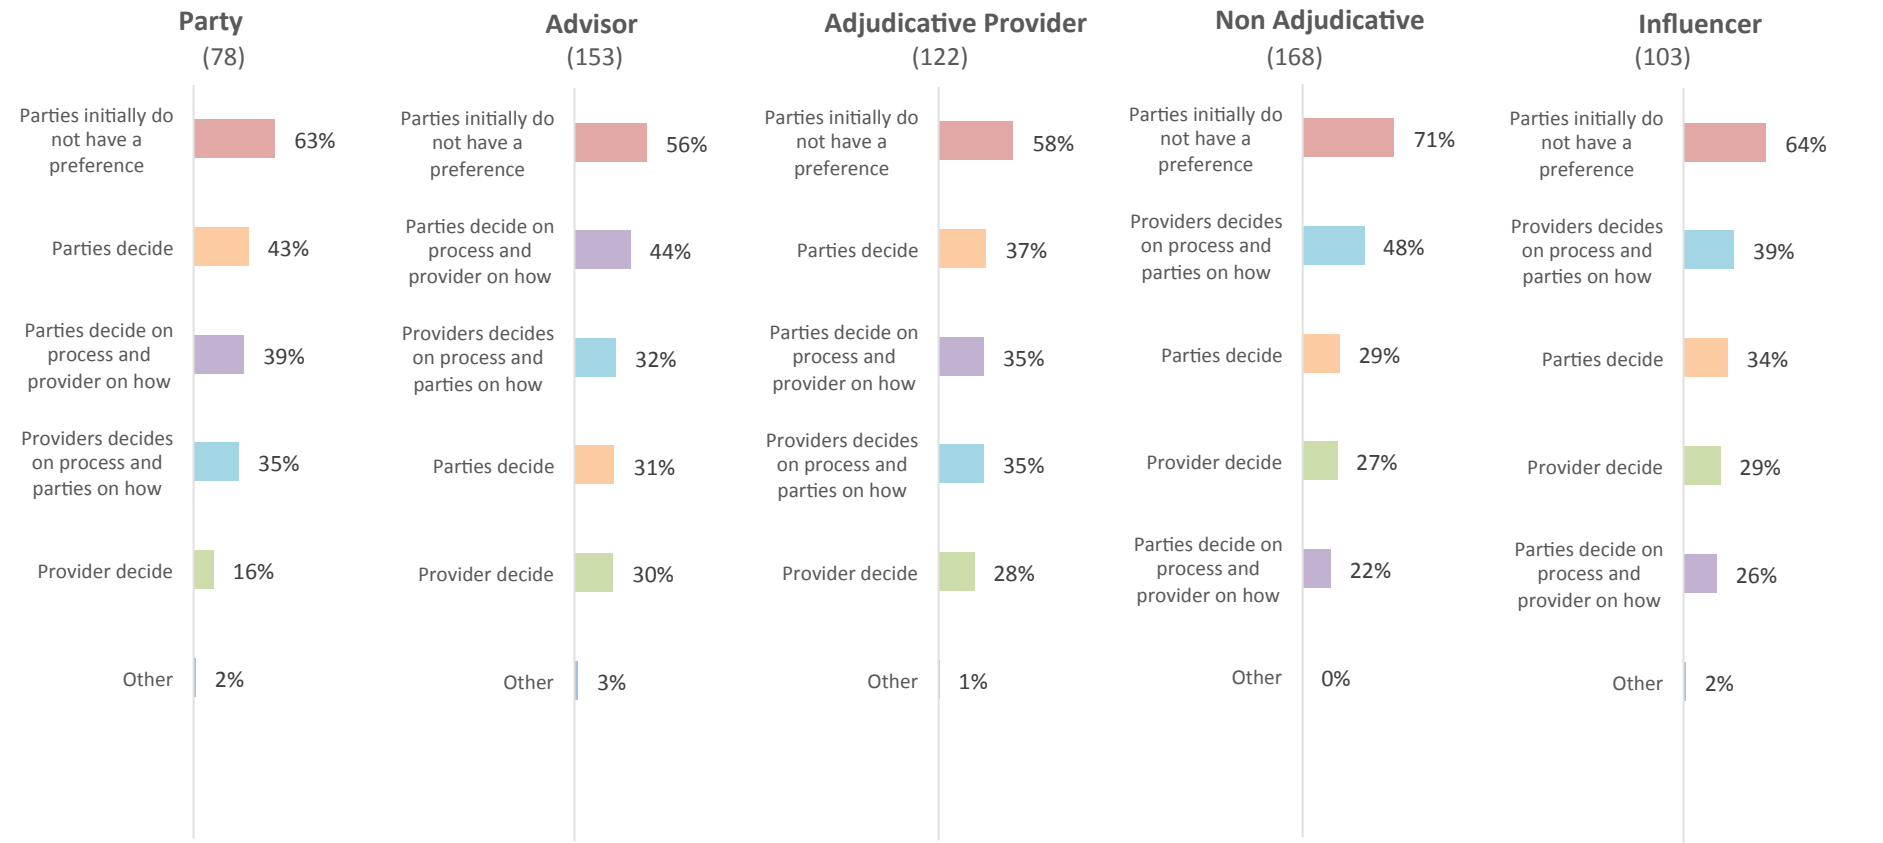 Party
(78)
Parties initially do
not have a
preference
63%
Parties decide
43%
Parties decide on
process and
provider on how
39%
Providers decides
on process and
parties on how
35%
Provider decide
16%
Other
2%
Advisor
(153)
Parties initially do
not have a
preference
56%
Parties decide on
process and
provider on how
44%
Providers decides
on process and
parties on how
32%
Parties decide
31%
Provider decide
30%
Other
3%
Adjudicative Provider
(122)
Parties initially do
not have a
preference
58%
Parties decide
37%
Parties decide on
process and
provider on how
35%
Providers decides
on process and
parties on how
35%
Provider decide
28%
Other
1%
Non Adjudicative
(168)
Parties initially do
not have a
preference
71%
Providers decides
on process and
parties on how
48%
Parties decide
29%
Provider decide
27%
Parties decide on
process and
provider on how
22%
Other
0%
Influencer
(103)
Parties initially do
not have a
preference
64%
Providers decides
on process and
parties on how
39%
Parties decide
34%
Provider decide
29%
Parties decide on
process and
provider on how
26%
Other
2%